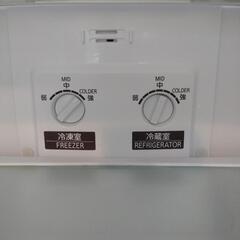 MID
中
COLDER
弱
強
冷凍室
FREEZER
MID
中
COLDER
弱
強
冷蔵室
REFRIGERATOR